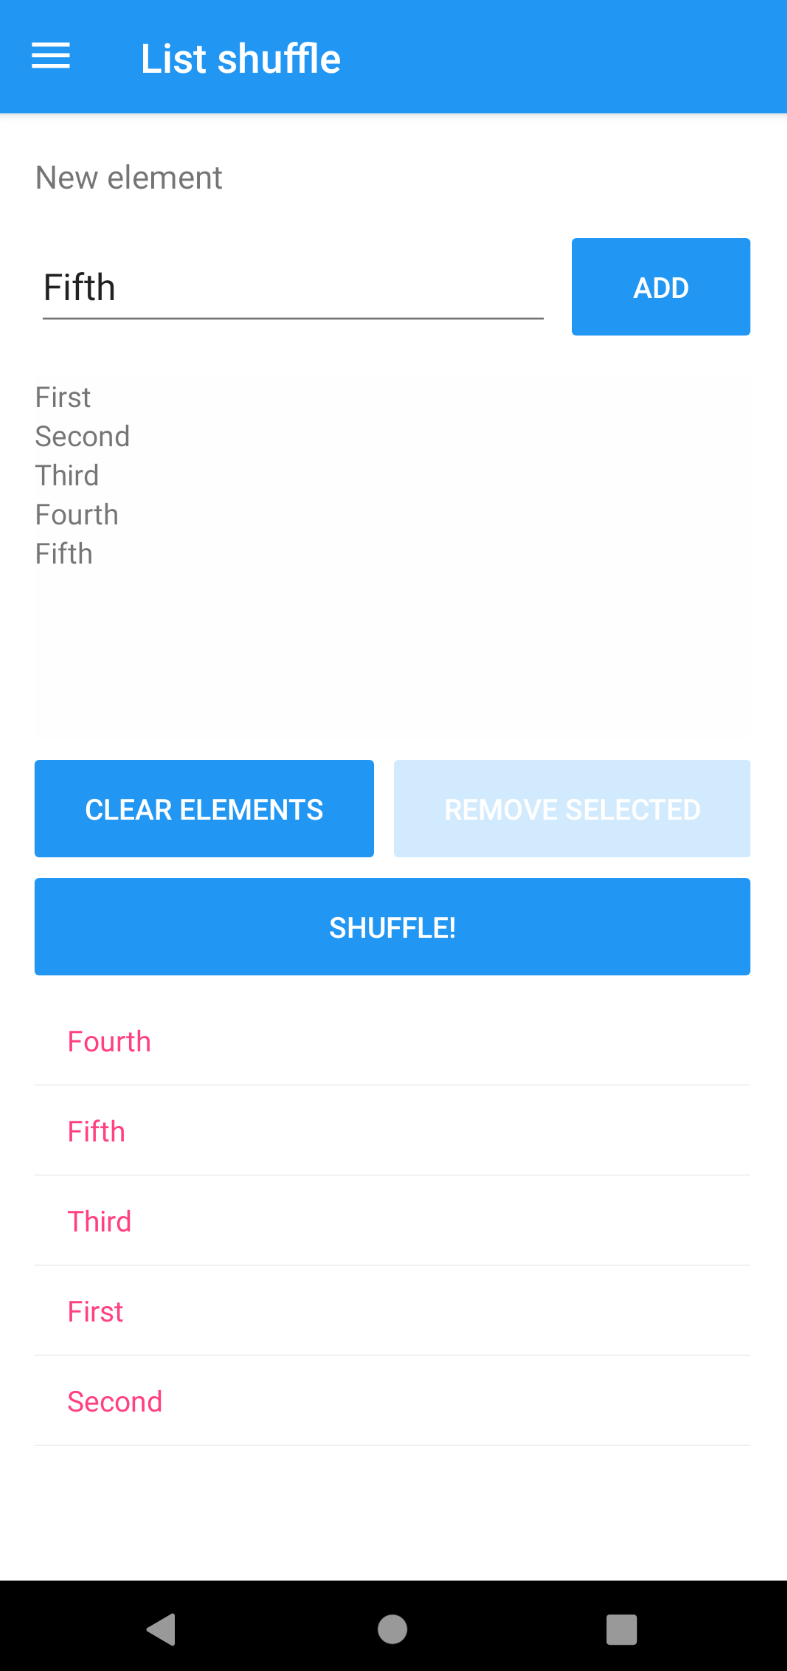 List shuffle
New element
Fifth
ADD
First
Second
Third
Fourth
Fifth
CLEAR ELEMENTS
REMOVE SELECTED
SHUFFLE!
Fourth
Fifth
Third
First
Second